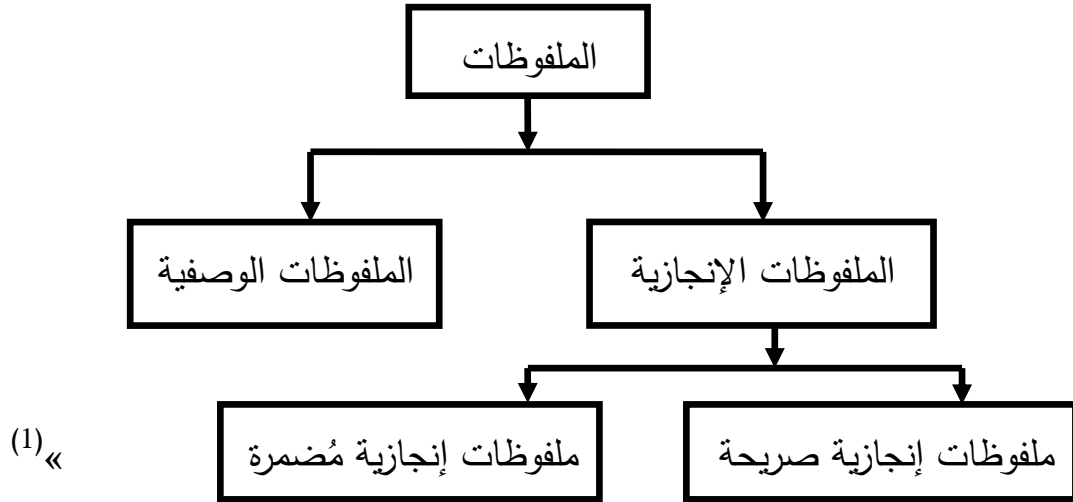 الملفوظات
الملفوظات الإنجازية
الملفوظات الوصفية
ملفوظات إنجازية صريحة
ملفوظات إنجازية مُضمرة
»(1)